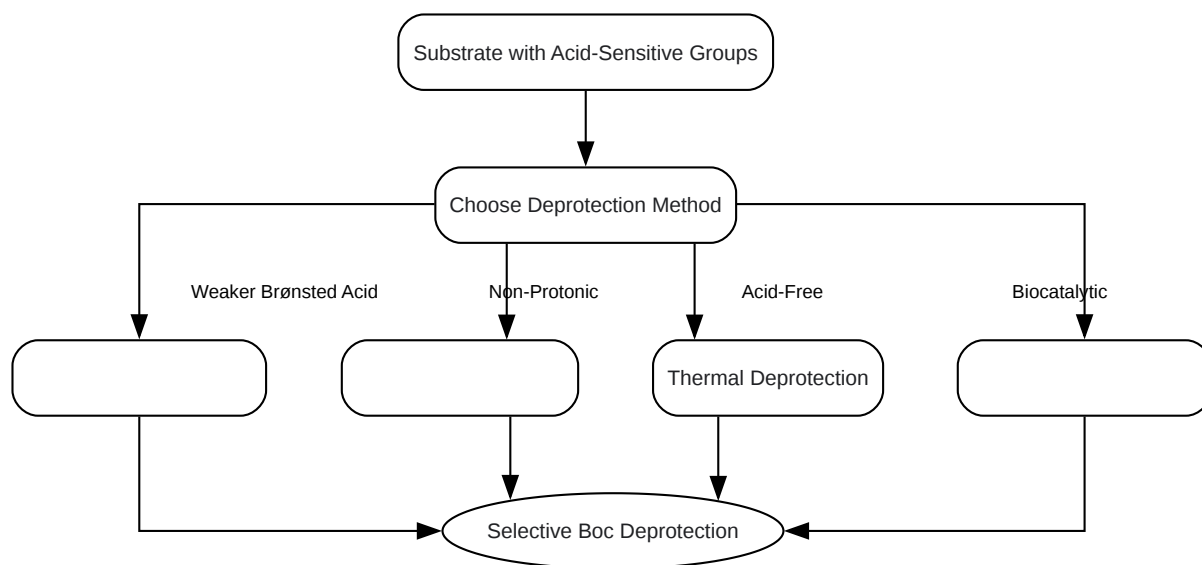 Substrate with Acid-Sensitive Groups
Choose Deprotection Method
Weaker Brønsted Acid
Non-Protonic
Acid-Free
Biocatalytic
Thermal Deprotection
Selective Boc Deprotection